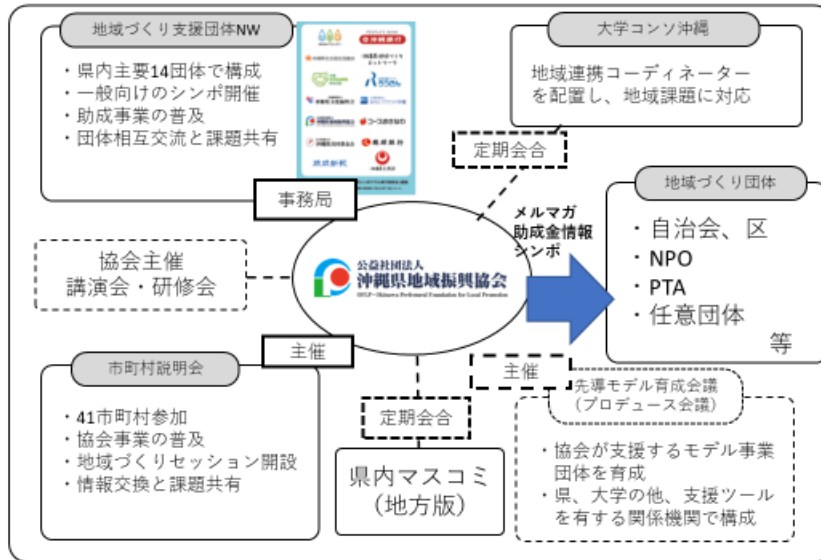 地域づくり支援団体NW
・県内主要14団体で構成
・一般向けのシンポ開催
・助成事業の普及
・団体相互交流と課題共有
事務局
大学コンソ沖縄
地域連携コーディネーター
を配置し、地域課題に対応
定期会合
地域づくり団体
・自治会、区
・NPO
・PTA
・任意団体
等
メルマガ
助成金情報
シンポ
協会主催
講演会・研修会
公益社団法人
沖縄県地域振興協会
主催
市町村説明会
・41市町村参加
・協会事業の普及
・地域づくりセッション開設
・情報交換と課題共有
定期会合
県内マスコミ
（地方版）
主催
先導モデル育成会議
（プロデュース会議）
・協会が支援するモデル事業
団体を育成
・県、大学の他、支援ツール
を有する関係機関で構成